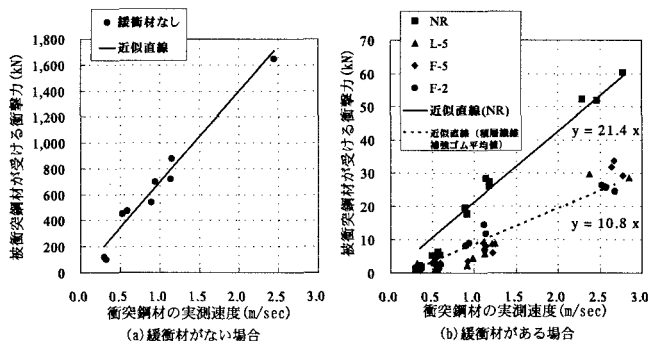 被衝突鋼材が受ける衝撃力(kN)
1,800
1,600
1,400
1,200
1,000
800
600
400
200
0
緩衝材なし
近似直線
0.0 0.5 1.0 1.5 2.0 2.5 3.0
衝突鋼材の実測速度(m/sec)
(a)緩衝材がない場合
被衝突鋼材が受ける衝撃力(kN)
70
60
50
40
30
20
10
0
NR
L-5
F-5
F-2
近似直線(NR)
近似直線(積層繊維
補強ゴム平均値)
y = 21.4 x
y = 10.8 x
0.0 0.5 1.0 1.5 2.0 2.5 3.0
衝突鋼材の実測速度(m/sec)
(b)緩衝材がある場合